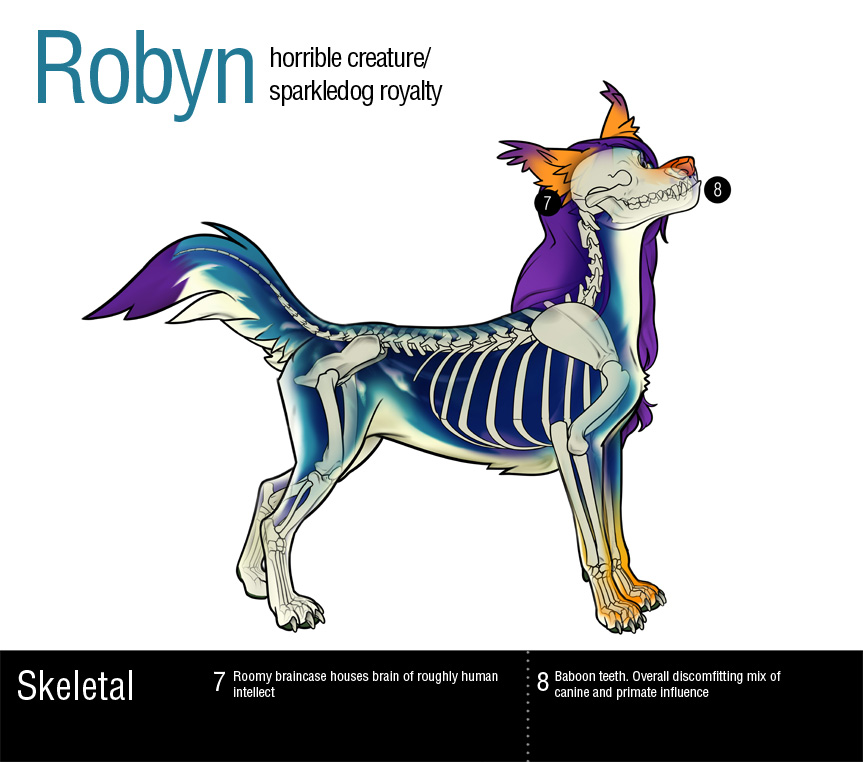 Robyn
horrible creature/
sparkledog royalty
7
8
Skeletal
7 Roomy braincase houses brain of roughly human
intellect
8 Baboon teeth. Overall discomfitting mix of
canine and primate influence